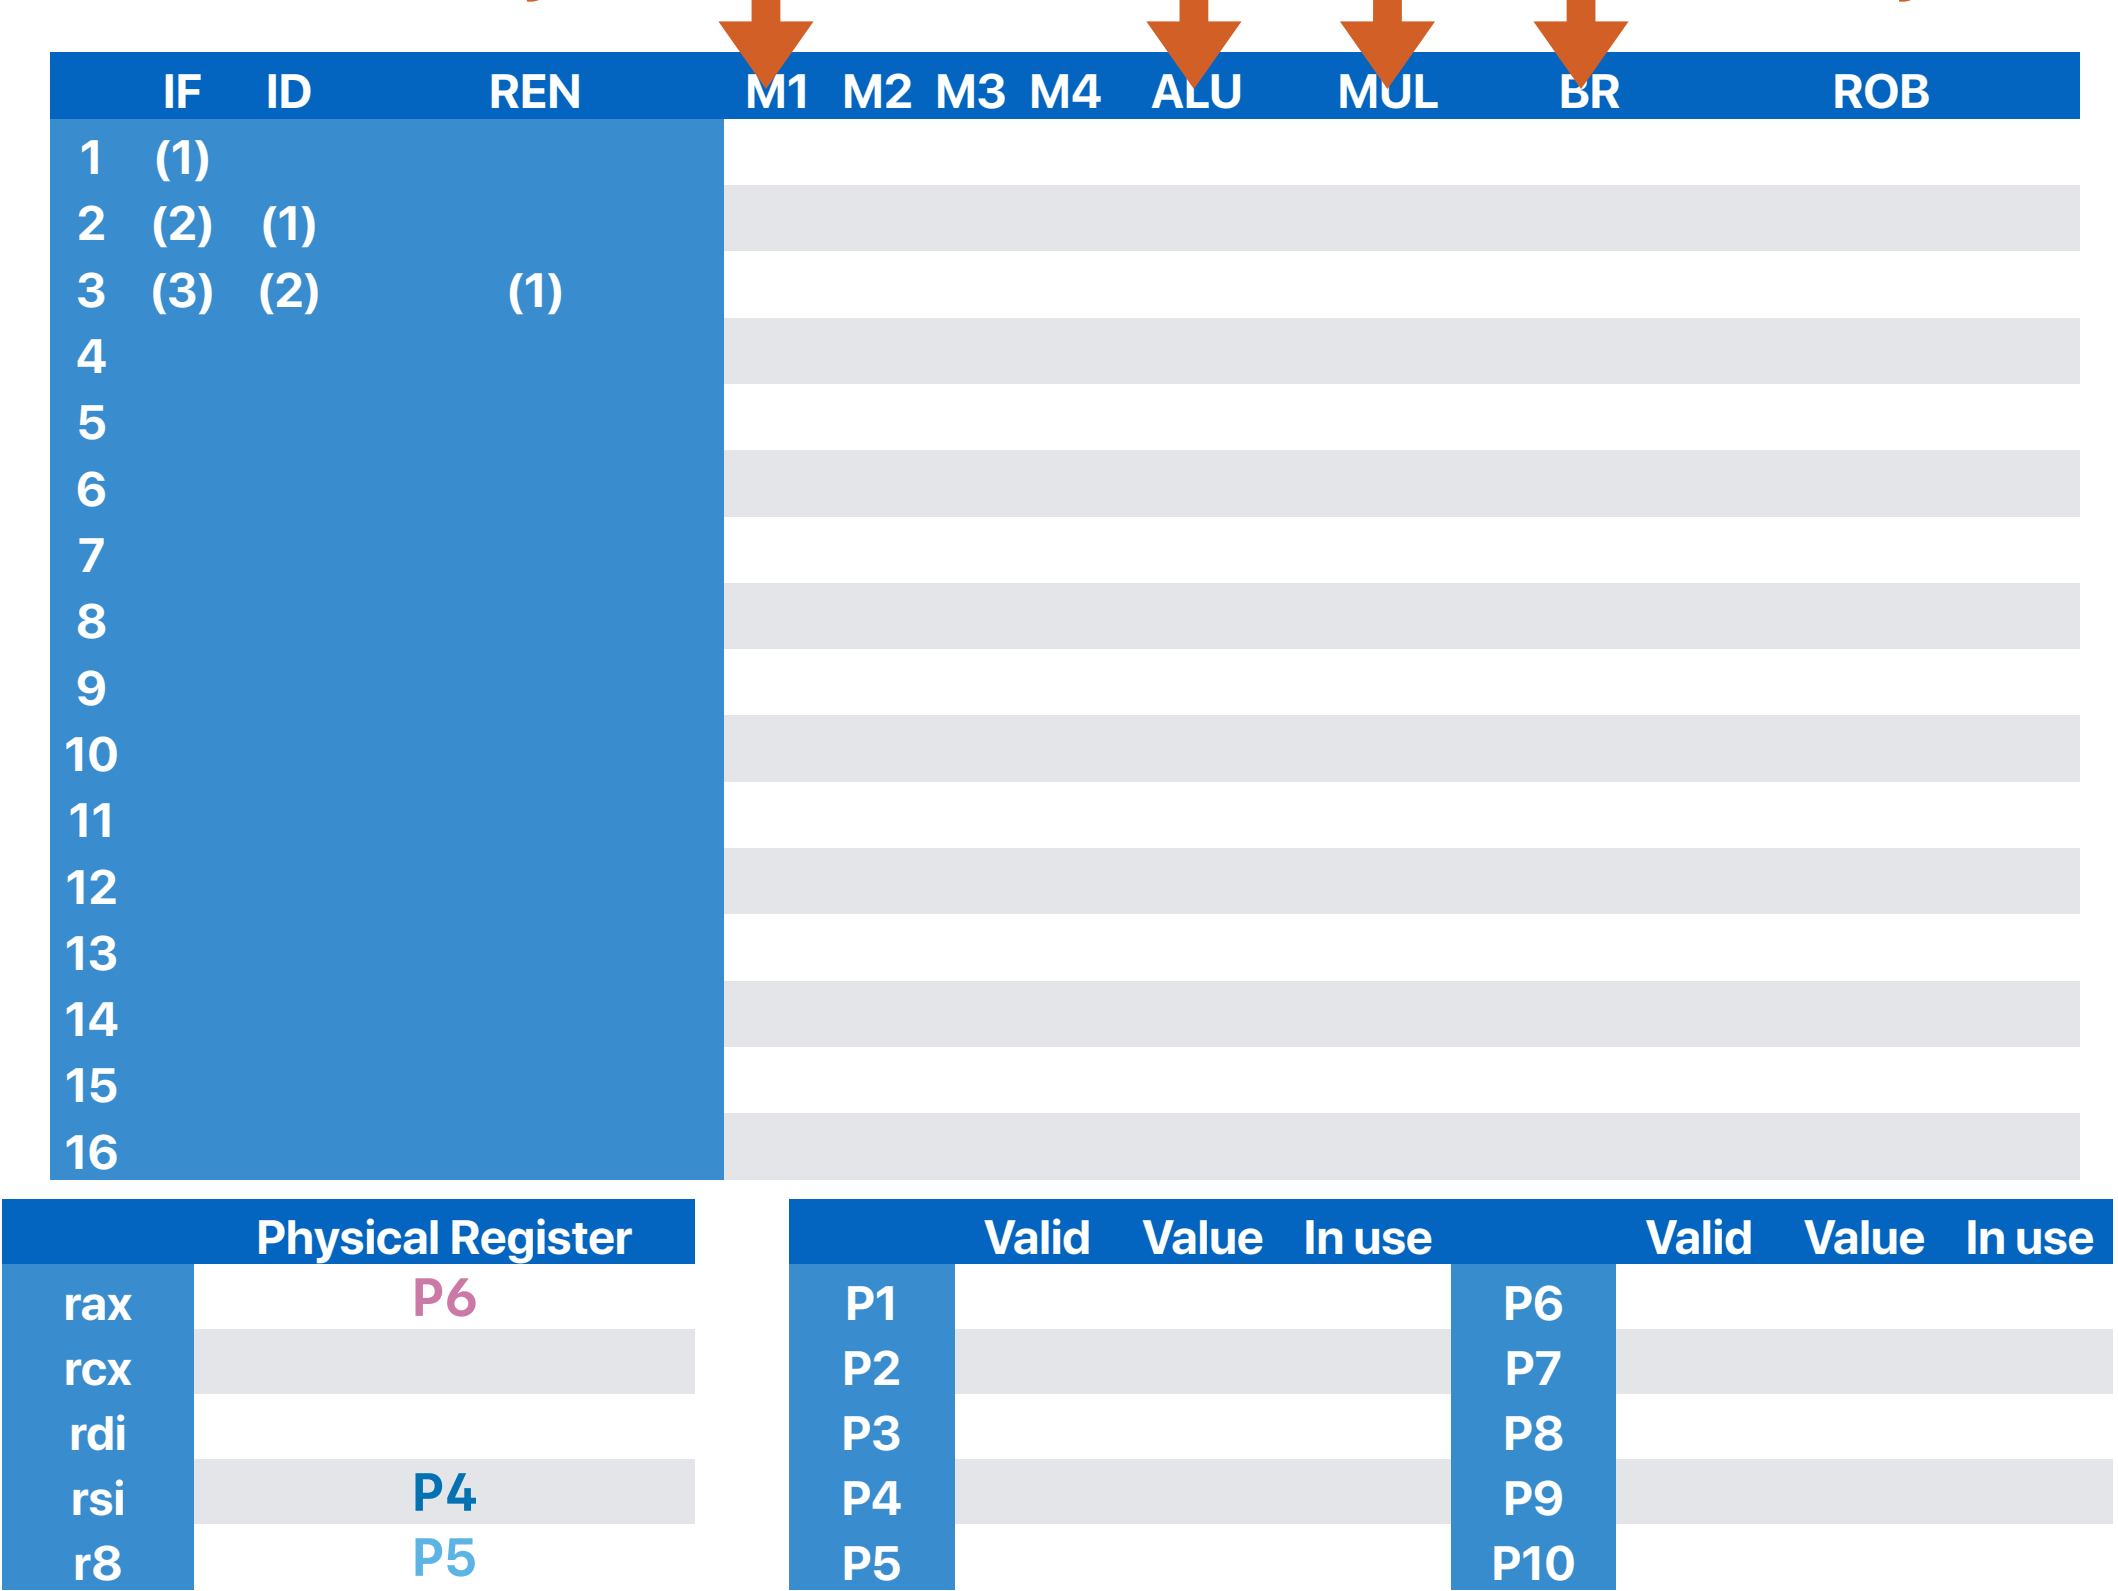 IF ID REN M1 M2 M3 M4 ALU MUL BR ROB
1 (1)
2 (2) (1)
3 (3) (2) (1)
4
5
6
7
8
9
10
11
12
13
14
15
16
Physical Register
rax P6
rcx
rdi
rsi P4
r8 P5
Valid Value In use Valid Value In use
P1 P6
P2 P7
P3 P8
P4 P9
P5 P10